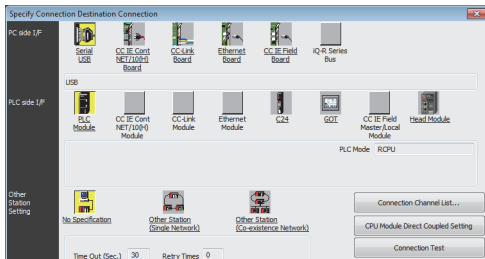 Specify Connection Destination Connection
PC side I/F
Serial USB
CC IE Cont NET/10(H) Board
CC-Link Board
Ethernet Board
CC IE Field Board
iQ-R Series Bus
USB
PLC side I/F
PLC Module
CC IE Cont NET/10(H) Module
CC-Link Module
Ethernet Module
C24
GOT
CC IE Field Master/Local Module
Head Module
PLC Mode RCPU
Other Station Setting
No Specification
Other Station (Single Network)
Other Station (Co-existence Network)
Connection Channel List...
CPU Module Direct Coupled Setting
Time Out (Sec.) 30 Retry Times 0
Connection Test